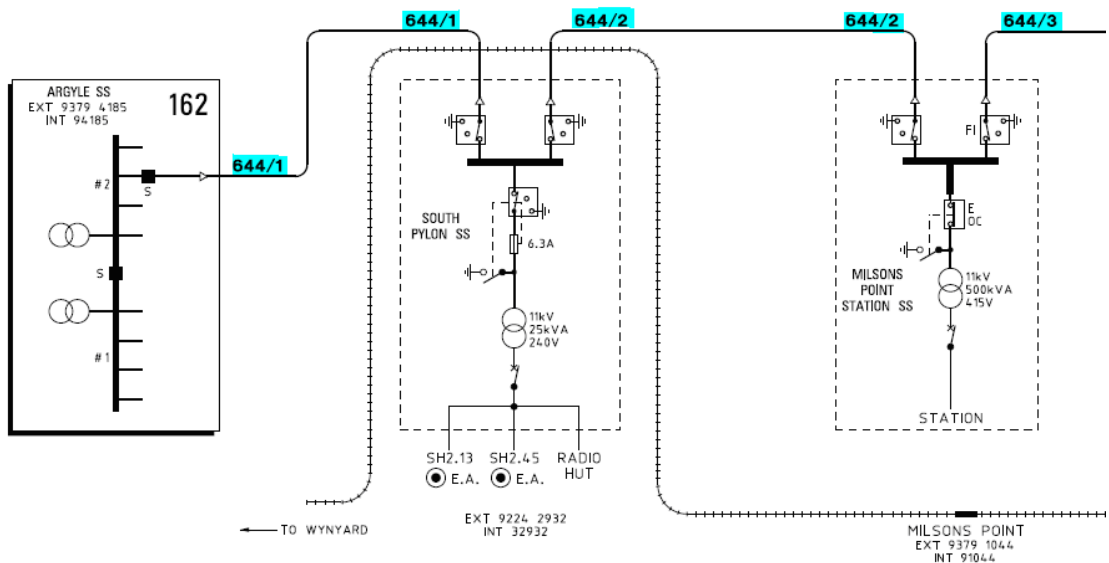 644/1
644/2
644/2
644/3
ARGYLE SS
EXT 9379 4185
INT 94185
162
644/1
#2
S
S
#1
SOUTH
PYLON SS
6.3A
11kV
25kVA
240V
SH2.13
E.A.
SH2.45
E.A.
RADIO
HUT
EXT 9224 2932
INT 32932
TO WYNYARD
FI
E
OC
MILSONS
POINT
STATION SS
11kV
500kVA
415V
STATION
MILSONS POINT
EXT 9379 1044
INT 91044